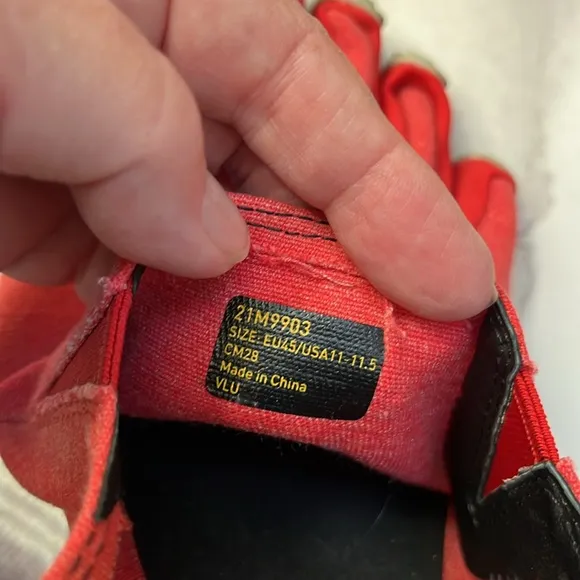 21M9903
SIZE: EU45/USA11-11.5
CM28
Made in China
VLU